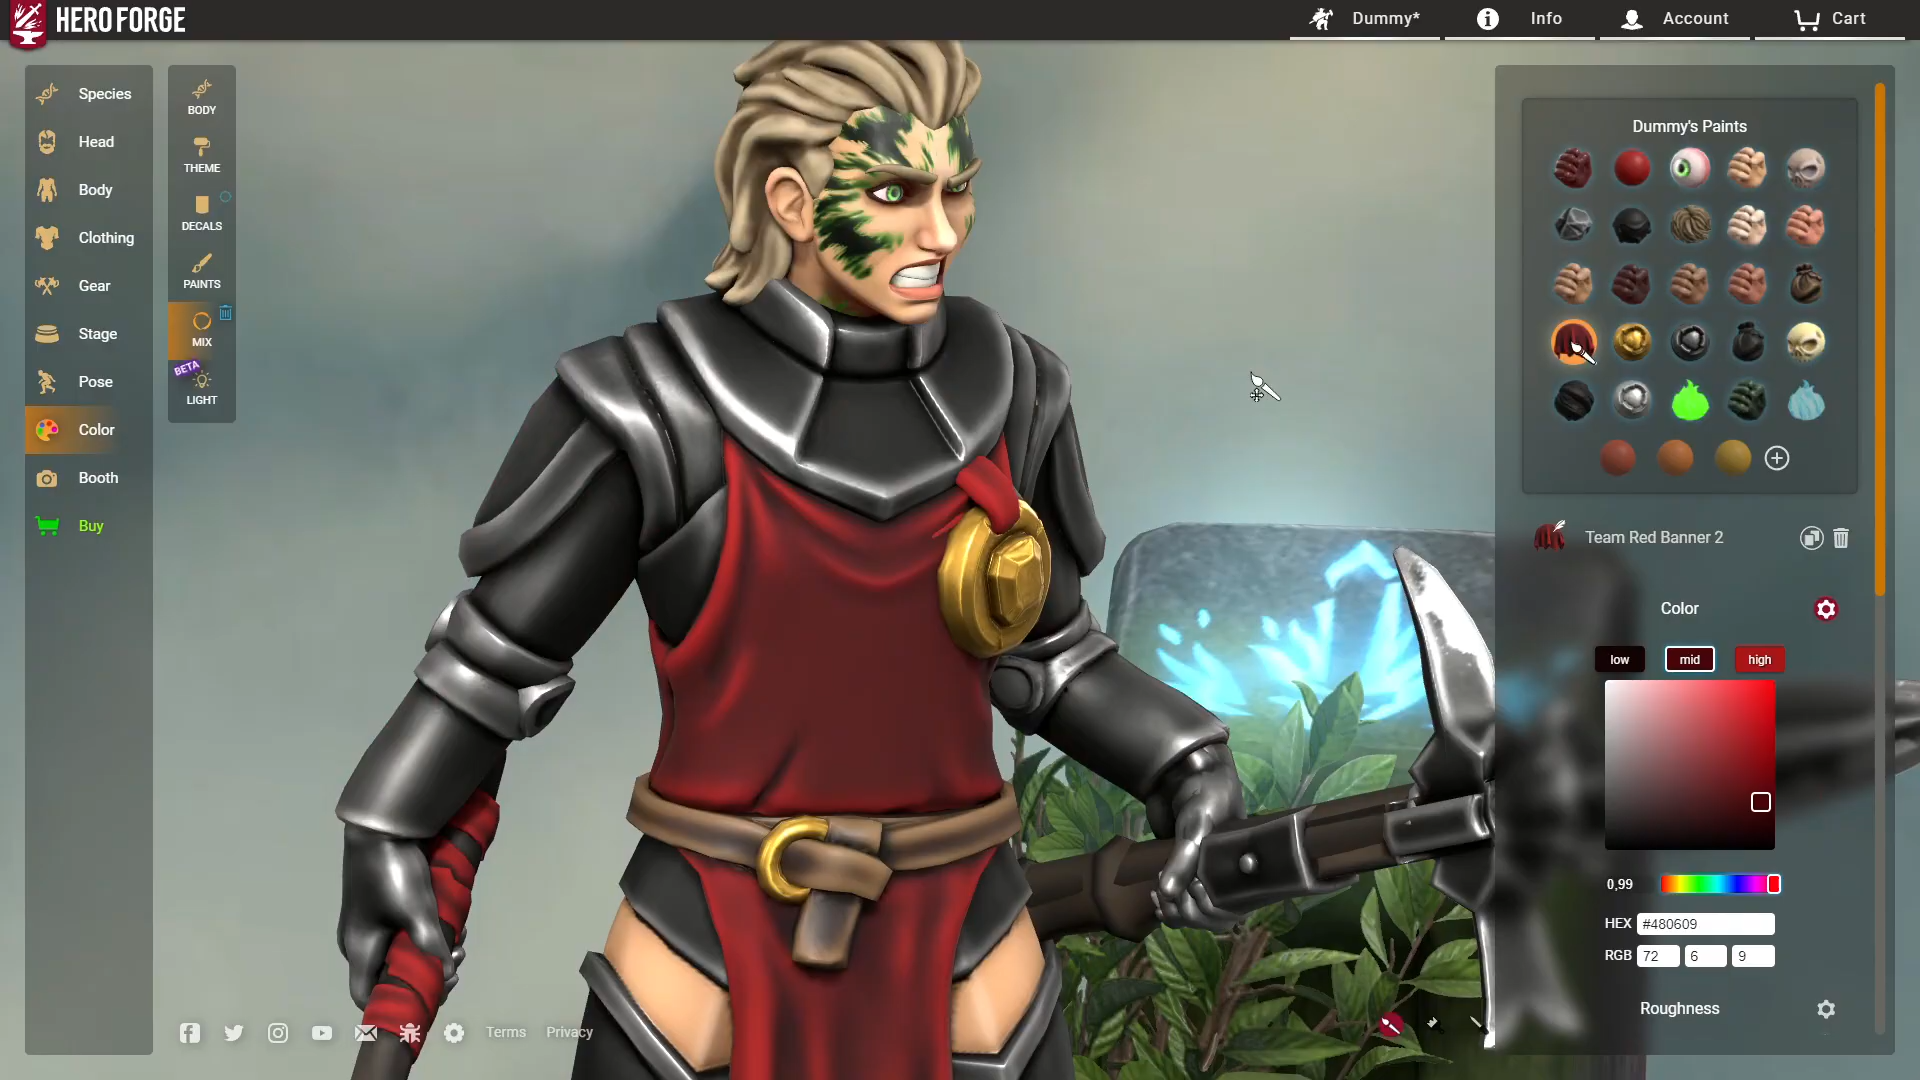 HERO FORGE
Dummy*
Info
Account
Cart
Species
Head
Body
Clothing
Gear
Stage
Pose
Color
Booth
Buy
BODY
THEME
DECALS
PAINTS
MIX
BETA
LIGHT
Dummy's Paints
Team Red Banner 2
Color
low mid high
0,99
HEX #480609
RGB 72 6 9
Roughness
Terms Privacy